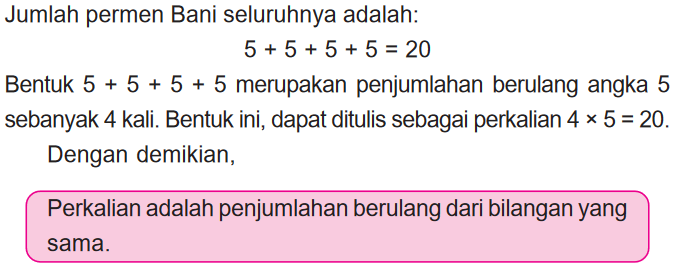 Jumlah permen Bani seluruhnya adalah:
5 + 5 + 5 + 5 = 20
Bentuk 5 + 5 + 5 + 5 merupakan penjumlahan berulang angka 5
sebanyak 4 kali. Bentuk ini, dapat ditulis sebagai perkalian 4 × 5 = 20.
Dengan demikian,
Perkalian adalah penjumlahan berulang dari bilangan yang
sama.